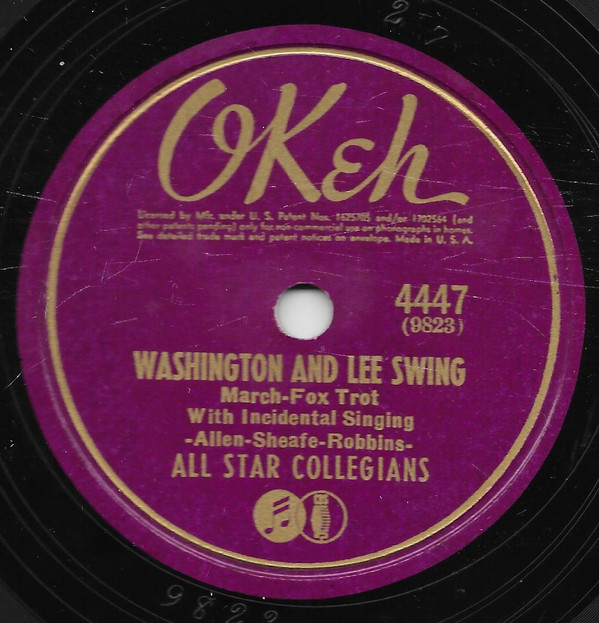 2-7
OKeh
Licensed by Mfr. under U. S. Patent Nos. 1625705 and/or 1702564 (and
other patents pending) only for non-commercial use on phonographs in homes.
See detailed trade mark and patent notices on envelope. Made in U. S. A.
4447
(9823)
WASHINGTON AND LEE SWING
March-Fox Trot
With Incidental Singing
-Allen-Sheafe-Robbins-
ALL STAR COLLEGIANS